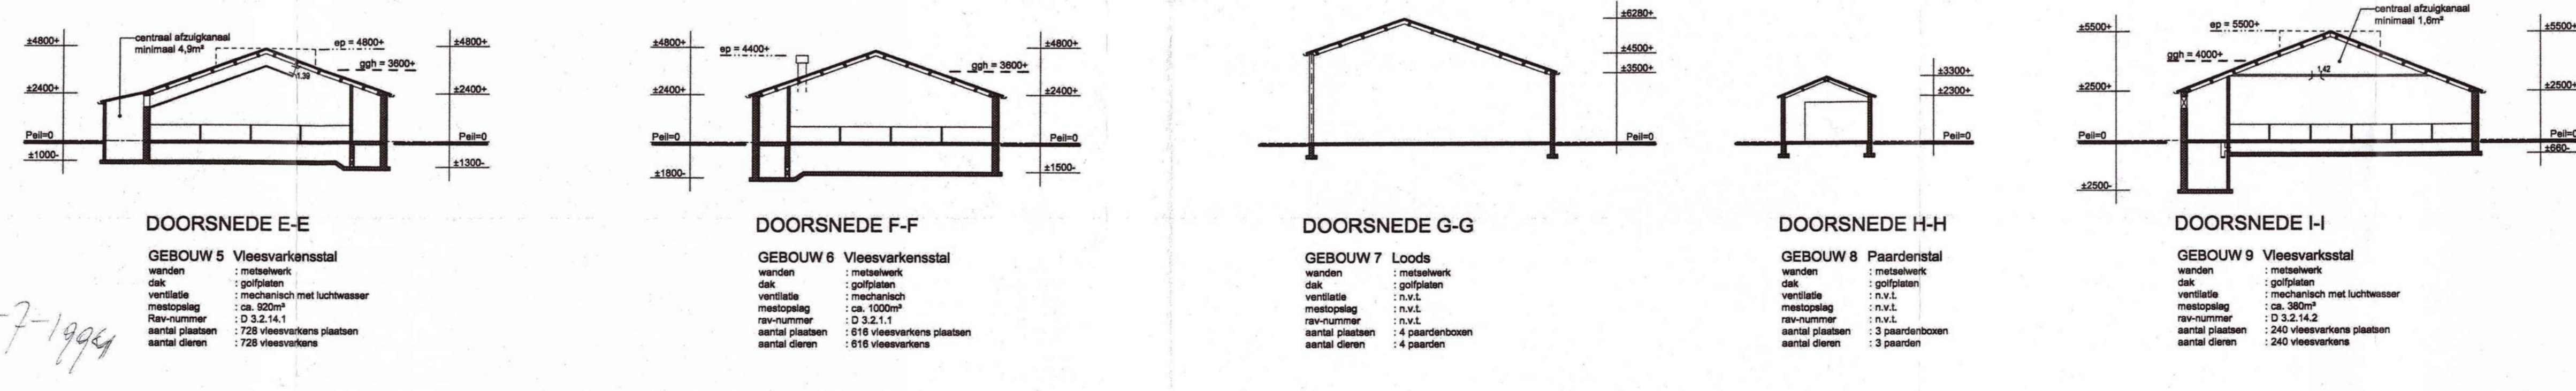 ±4800+
centraal afzuigkanaal
minimaal 4,9m²
ep = 4800+
±4800+
ggh = 3600+
1.39
±2400+
±2400+
Peil=0
Peil=0
±1000-
±1300-
DOORSNEDE E-E
GEBOUW 5 Vleesvarkensstal
wanden : metselwerk
dak : golfplaten
ventilatie : mechanisch met luchtwasser
mestopslag : ca. 920m³
Rav-nummer : D 3.2.14.1
aantal plaatsen : 728 vleesvarkens plaatsen
aantal dieren : 728 vleesvarkens
±4800+
ep = 4400+
±4800+
ggh = 3600+
±2400+
±2400+
Peil=0
Peil=0
±1800-
±1500-
DOORSNEDE F-F
GEBOUW 6 Vleesvarkensstal
wanden : metselwerk
dak : golfplaten
ventilatie : mechanisch
mestopslag : ca. 1000m³
rav-nummer : D 3.2.1.1
aantal plaatsen : 616 vleesvarkens plaatsen
aantal dieren : 616 vleesvarkens
±6280+
±4500+
±3500+
Peil=0
DOORSNEDE G-G
GEBOUW 7 Loods
wanden : metselwerk
dak : golfplaten
ventilatie : n.v.t.
mestopslag : n.v.t.
rav-nummer : n.v.t.
aantal plaatsen : 4 paardenboxen
aantal dieren : 4 paarden
±3300+
±2300+
Peil=0
DOORSNEDE H-H
GEBOUW 8 Paardenstal
wanden : metselwerk
dak : golfplaten
ventilatie : n.v.t.
mestopslag : n.v.t.
rav-nummer : n.v.t.
aantal plaatsen : 3 paardenboxen
aantal dieren : 3 paarden
±5500+
ep = 5500+
centraal afzuigkanaal
minimaal 1,6m²
±5500+
ggh = 4000+
1,42
±2500+
±2500+
Peil=0
Peil=0
±660-
±2500-
DOORSNEDE I-I
GEBOUW 9 Vleesvarksstal
wanden : metselwerk
dak : golfplaten
ventilatie : mechanisch met luchtwasser
mestopslag : ca. 380m³
rav-nummer : D 3.2.14.2
aantal plaatsen : 240 vleesvarkens plaatsen
aantal dieren : 240 vleesvarkens